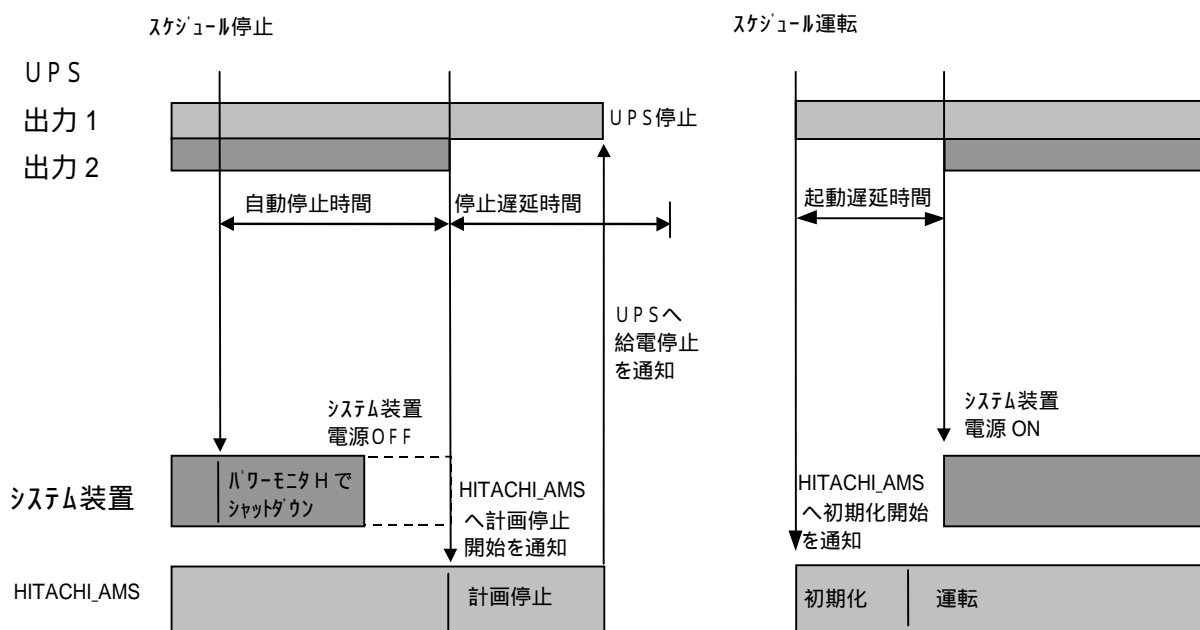 スケジュール停止
スケジュール運転
UPS
出力1
UPS停止
出力2
自動停止時間
停止遅延時間
起動遅延時間
UPSへ
給電停止
を通知
システム装置
電源OFF
システム装置
電源 ON
システム装置
パワーモニタ H で
シャットダウン
HITACHI_AMS
へ計画停止
開始を通知
HITACHI_AMS
へ初期化開始
を通知
HITACHI_AMS
計画停止
初期化
運転